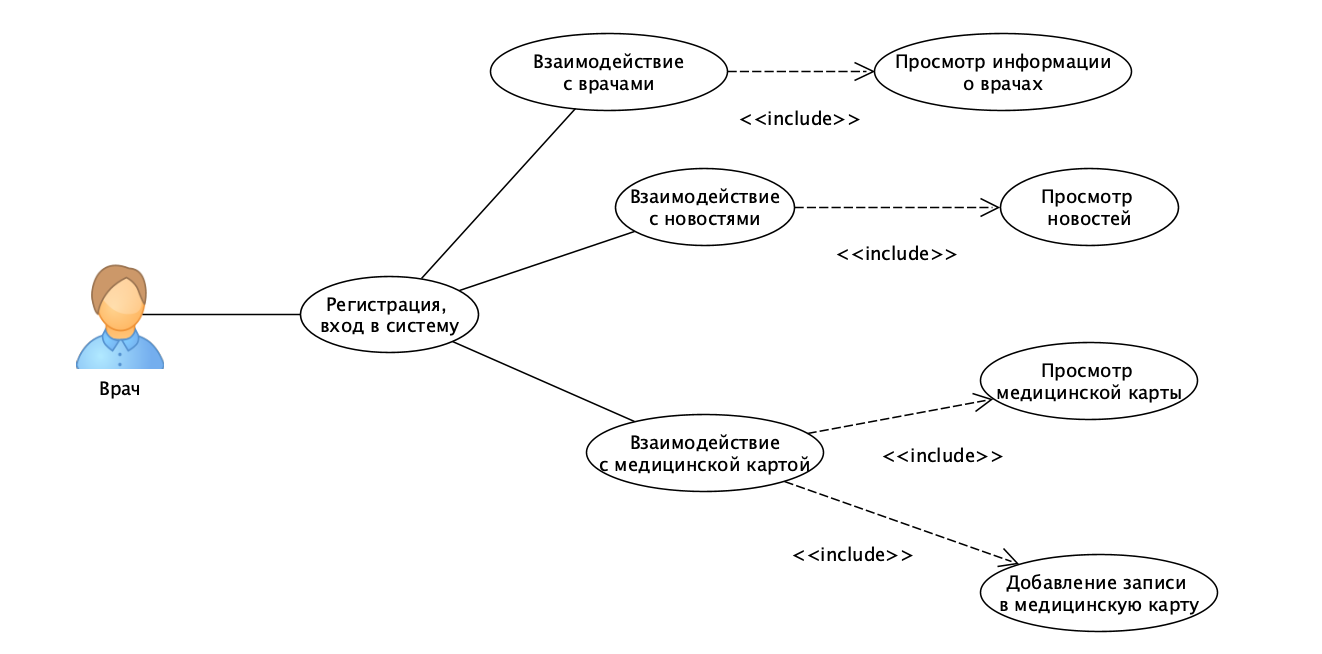 Взаимодействие
с врачами
Просмотр информации
о врачах
<<include>>
Взаимодействие
с новостями
Просмотр
новостей
<<include>>
Регистрация,
вход в систему
Врач
Просмотр
медицинской карты
Взаимодействие
с медицинской картой
<<include>>
<<include>>
Добавление записи
в медицинскую карту